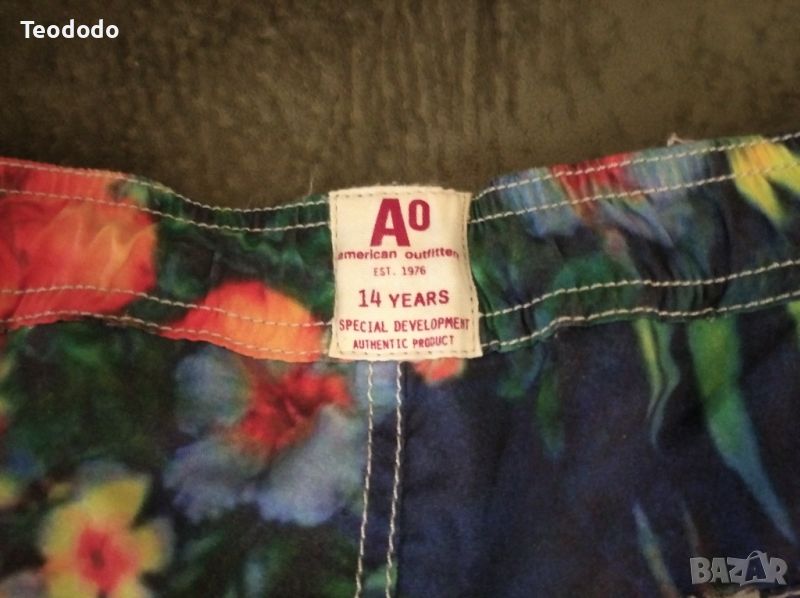 Teododo
AO
american outfitters
EST. 1976
14 YEARS
SPECIAL DEVELOPMENT
AUTHENTIC PRODUCT
BAZAR